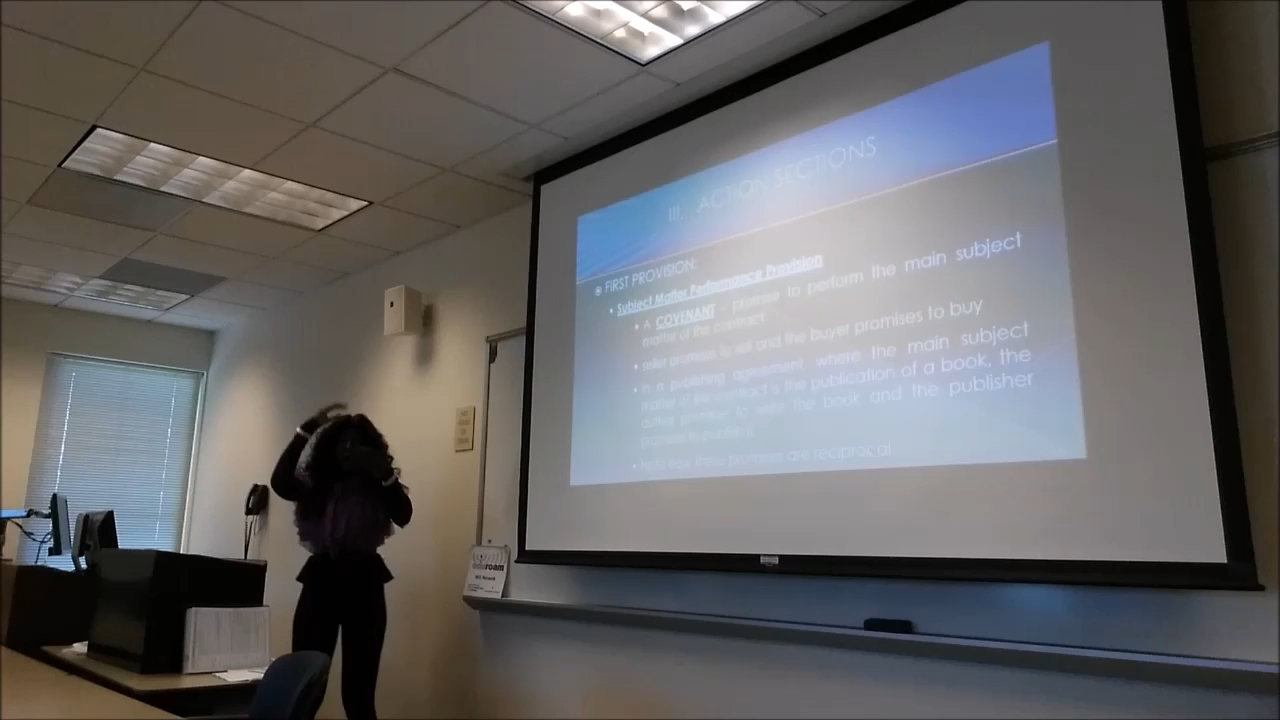 III. ACTION SECTIONS
FIRST PROVISION:
Subject Matter Performance Provision
A COVENANT - promise to perform the main subject
matter of the contract
seller promises to sell and the buyer promises to buy
In a publishing agreement, where the main subject
matter of the contract is the publication of a book, the
author promises to write the book and the publisher
promises to publish it
Note how these promises are reciprocal
eduroam